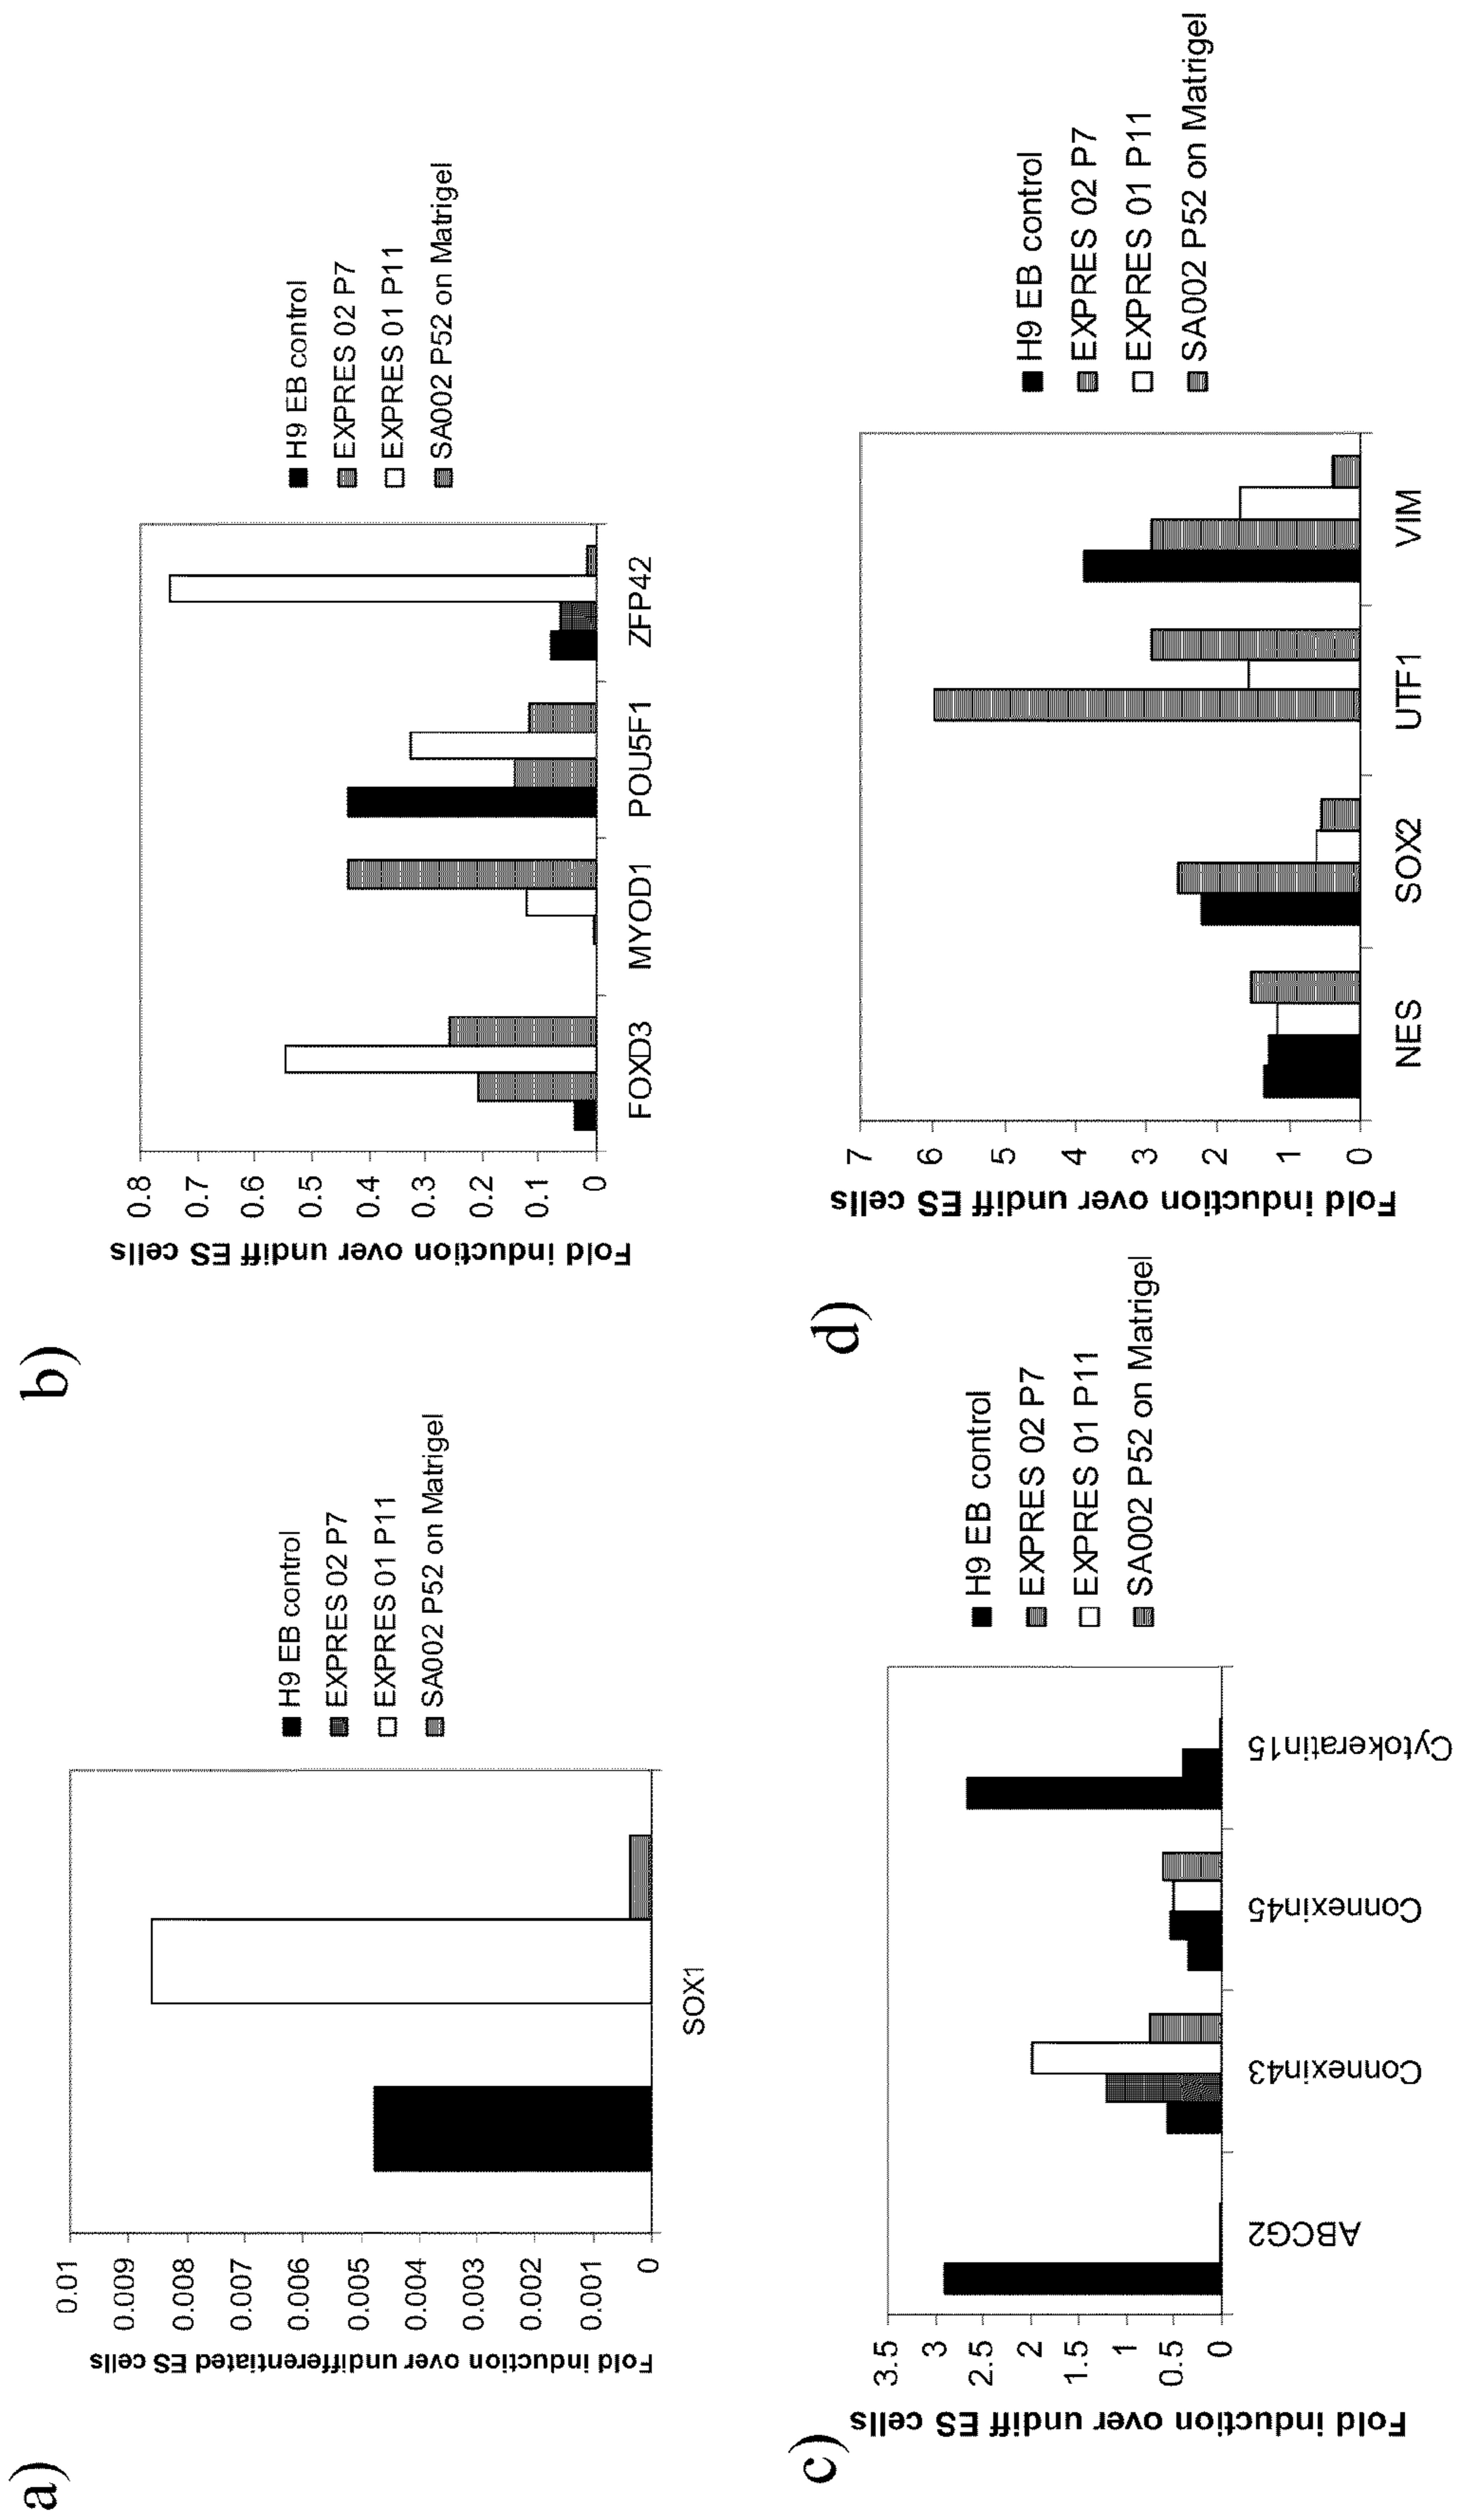 a)
Fold induction over undifferentiated ES cells
0.01
0.009
0.008
0.007
0.006
0.005
0.004
0.003
0.002
0.001
0
SOX1
H9 EB control
EXPRES 02 P7
EXPRES 01 P11
SA002 P52 on Matrigel
b)
Fold induction over undiff ES cells
0.8
0.7
0.6
0.5
0.4
0.3
0.2
0.1
0
FOXD3
MYOD1
POU5F1
ZFP42
H9 EB control
EXPRES 02 P7
EXPRES 01 P11
SA002 P52 on Matrigel
c)
Fold induction over undiff ES cells
3.5
3
2.5
2
1.5
1
0.5
0
ABCG2
Connexin43
Connexin45
Cytokeratin15
H9 EB control
EXPRES 02 P7
EXPRES 01 P11
SA002 P52 on Matrigel
d)
Fold induction over undiff ES cells
7
6
5
4
3
2
1
0
NES
SOX2
UTF1
VIM
H9 EB control
EXPRES 02 P7
EXPRES 01 P11
SA002 P52 on Matrigel